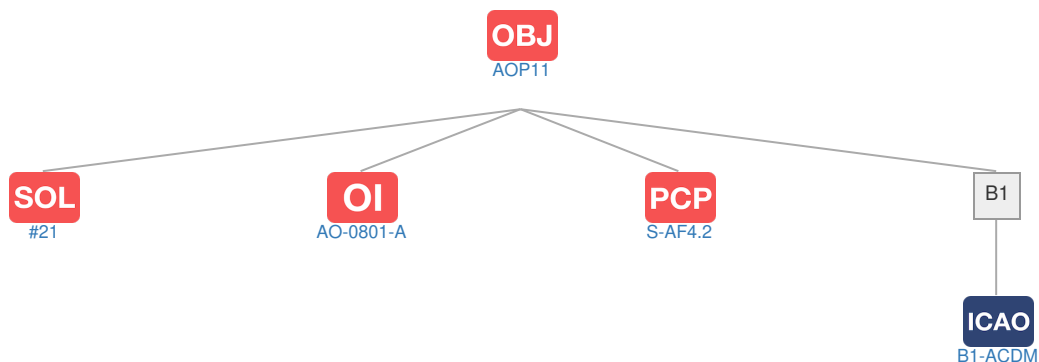 OBJ
AOP11
SOL
#21
OI
AO-0801-A
PCP
S-AF4.2
B1
ICAO
B1-ACDM